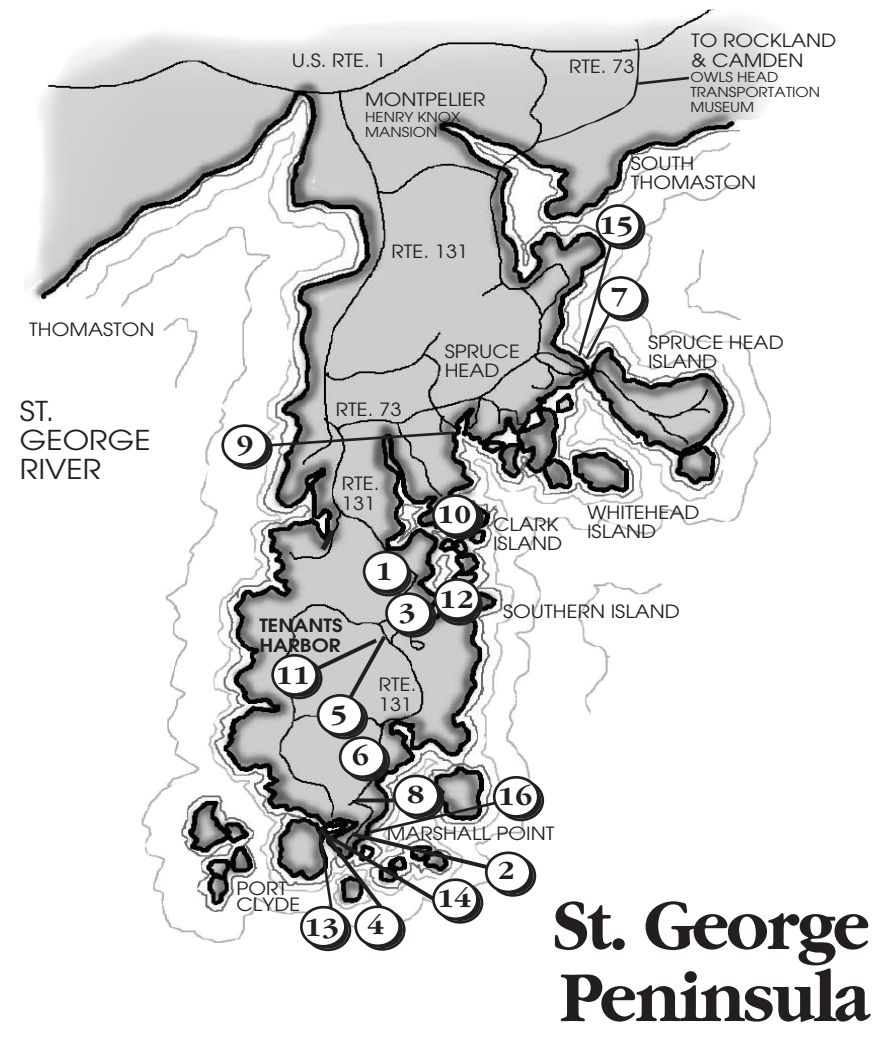 U.S. RTE. 1
RTE. 73
TO ROCKLAND
& CAMDEN
OWLS HEAD
TRANSPORTATION
MUSEUM
MONTPELIER
HENRY KNOX
MANSION
SOUTH
THOMASTON
15
RTE. 131
7
THOMASTON
SPRUCE HEAD
ISLAND
SPRUCE
HEAD
ST.
GEORGE
RIVER
RTE. 73
9
RTE.
131
10
WHITEHEAD
ISLAND
CLARK
ISLAND
1
12
3
SOUTHERN ISLAND
TENANTS
HARBOR
11
RTE.
131
5
6
8
16
MARSHALL POINT
2
PORT
CLYDE
14
13
4
St. George
Peninsula